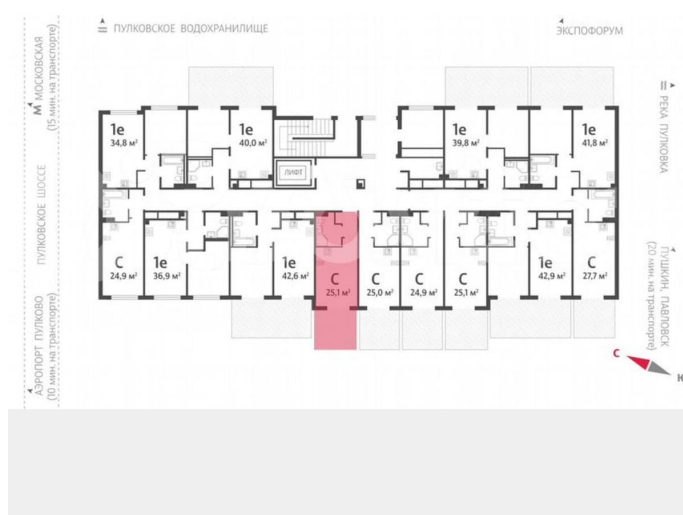 ПУЛКОВСКОЕ ВОДОХРАНИЛИЩЕ
ЭКСПОФОРУМ
М МОСКОВСКАЯ
(15 мин. на транспорте)
ПУЛКОВСКОЕ ШОССЕ
АЭРОПОРТ ПУЛКОВО
(10 мин. на транспорте)
РЕКА ПУЛКОВКА
ПУШКИН, ПАВЛОВСК
(20 мин. на транспорте)
1е
34,8 м²
1е
40,0 м²
1е
39,8 м²
1е
41,8 м²
ЛИФТ
С
24,9 м²
1е
36,9 м²
1е
42,6 м²
С
25,1 м²
С
25,0 м²
С
24,9 м²
С
25,1 м²
1е
42,9 м²
С
27,7 м²
С
Ю